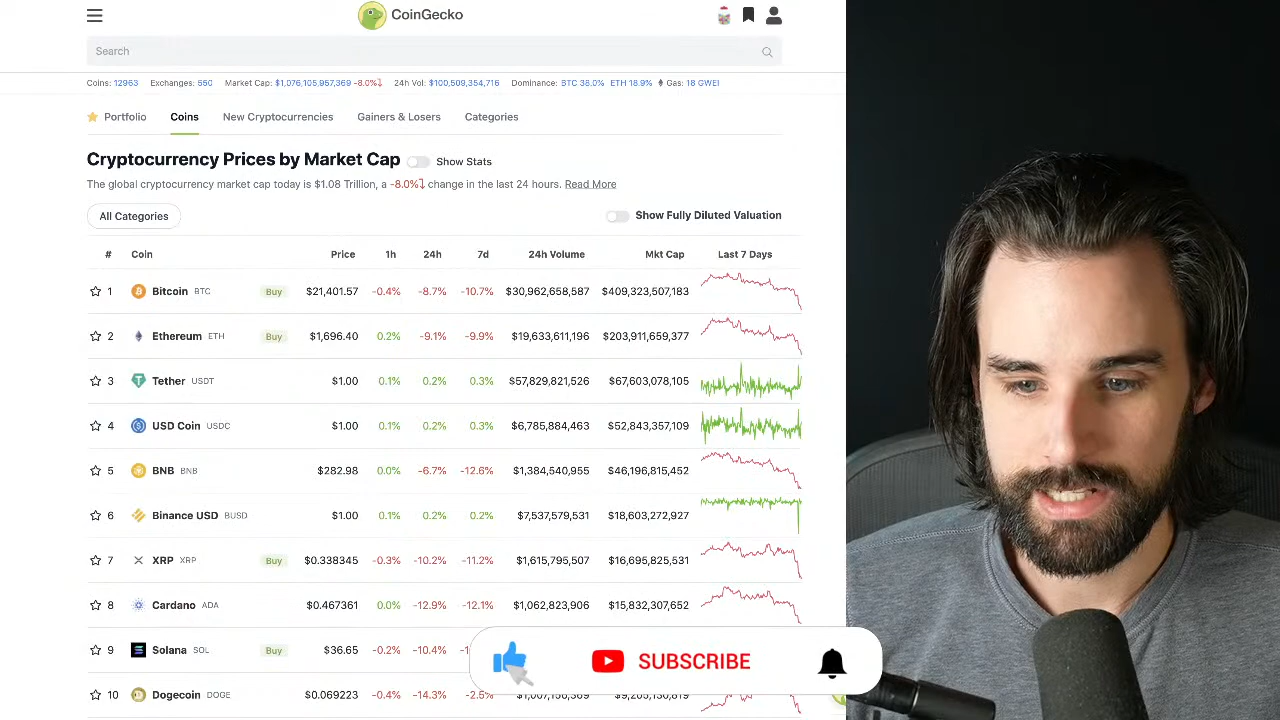 CoinGecko
Search
Coins: 12963 Exchanges: 550 Market Cap: $1,076,105,957,369 -8.0% 24h Vol: $100,509,354,716 Dominance: BTC 38.0% ETH 18.9% Gas: 18 GWEI
Portfolio Coins New Cryptocurrencies Gainers & Losers Categories
Cryptocurrency Prices by Market Cap Show Stats
The global cryptocurrency market cap today is $1.08 Trillion, a -8.0% change in the last 24 hours. Read More
All Categories Show Fully Diluted Valuation
# Coin Price 1h 24h 7d 24h Volume Mkt Cap Last 7 Days
1 Bitcoin BTC Buy $21,401.57 -0.4% -8.7% -10.7% $30,962,658,587 $409,323,507,183
2 Ethereum ETH Buy $1,696.40 0.2% -9.1% -9.9% $19,633,611,196 $203,911,659,377
3 Tether USDT $1.00 0.1% 0.2% 0.3% $57,829,821,526 $67,603,078,105
4 USD Coin USDC $1.00 0.1% 0.2% 0.3% $6,785,884,463 $52,843,357,109
5 BNB BNB $282.98 0.0% -6.7% -12.6% $1,384,540,955 $46,196,815,452
6 Binance USD BUSD $1.00 0.1% 0.2% 0.2% $7,537,579,531 $18,603,272,927
7 XRP XRP Buy $0.338345 -0.3% -10.2% -11.2% $1,615,795,507 $16,695,825,531
8 Cardano ADA $0.467361 0.0% -12.9% -12.1% $1,062,823,906 $15,832,307,652
9 Solana SOL Buy $36.65 -0.2% -10.4%
SUBSCRIBE
10 Dogecoin DOGE $0.069223 -0.4% -14.3% -2.5%